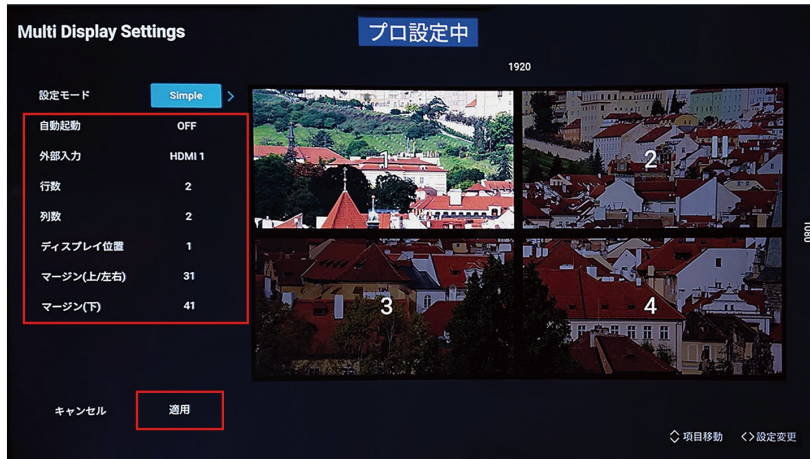 Multi Display Settings
プロ設定中
1920
設定モード Simple >
自動起動 OFF
外部入力 HDMI 1
行数 2
列数 2
ディスプレイ位置 1
マージン(上/左右) 31
マージン(下) 41
1
2
3
4
1080
キャンセル 適用
項目移動 <>設定変更